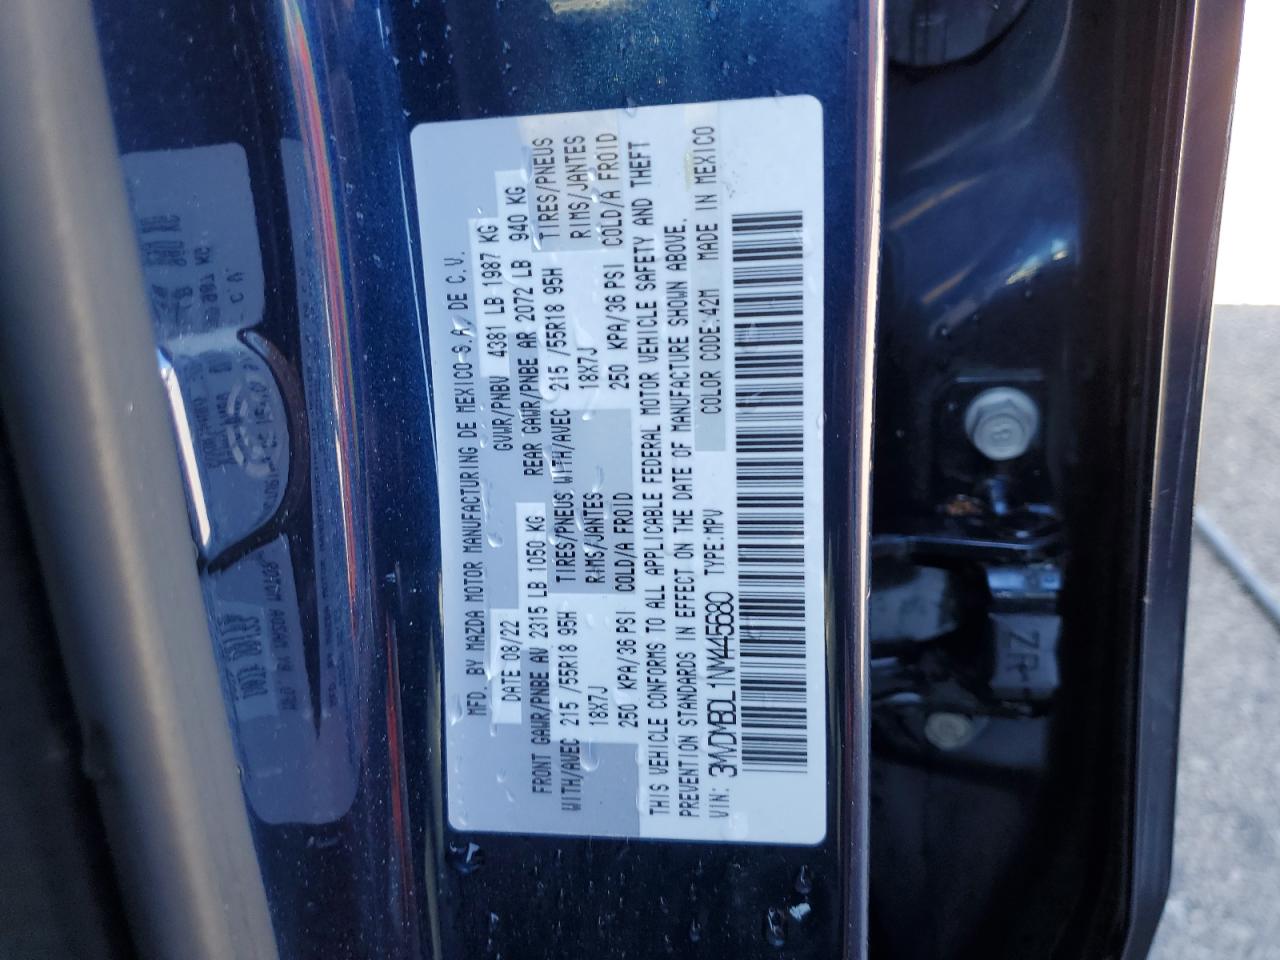 MFD. BY MAZDA MOTOR MANUFACTURING DE MEXICO S.A. DE C.V.
DATE 08/22 GVWR/PNBV 4381 LB 1987 KG
FRONT GAWR/PNBE AV 2315 LB 1050 KG REAR GAWR/PNBE AR 2072 LB 940 KG
WITH/AVEC 215 /55R18 95H TIRES/PNEUS WITH/AVEC 215 /55R18 95H TIRES/PNEUS
18X7J RIMS/JANTES 18X7J RIMS/JANTES
250 KPA/36 PSI COLD/A FROID 250 KPA/36 PSI COLD/A FROID
THIS VEHICLE CONFORMS TO ALL APPLICABLE FEDERAL MOTOR VEHICLE SAFETY AND THEFT
PREVENTION STANDARDS IN EFFECT ON THE DATE OF MANUFACTURE SHOWN ABOVE.
VIN: 3MVDMBDL1NM445680 TYPE:MPV COLOR CODE:42M MADE IN MEXICO
ZR